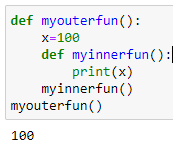 def myouterfun():
    x=100
    def myinnerfun():
        print(x)
    myinnerfun()
myouterfun()
100